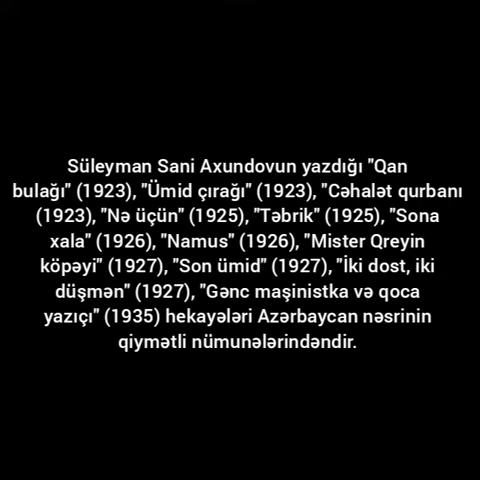 Süleyman Sani Axundovun yazdığı "Qan
bulağı" (1923), "Ümid çırağı" (1923), "Cəhalət qurbanı
(1923), "Nə üçün" (1925), "Təbrik" (1925), "Sona
xala" (1926), "Namus" (1926), "Mister Qreyin
köpəyi" (1927), "Son ümid" (1927), "İki dost, iki
düşmən" (1927), "Gənc maşinistka və qoca
yazıçı" (1935) hekayələri Azərbaycan nəsrinin
qiymətli nümunələrindəndir.